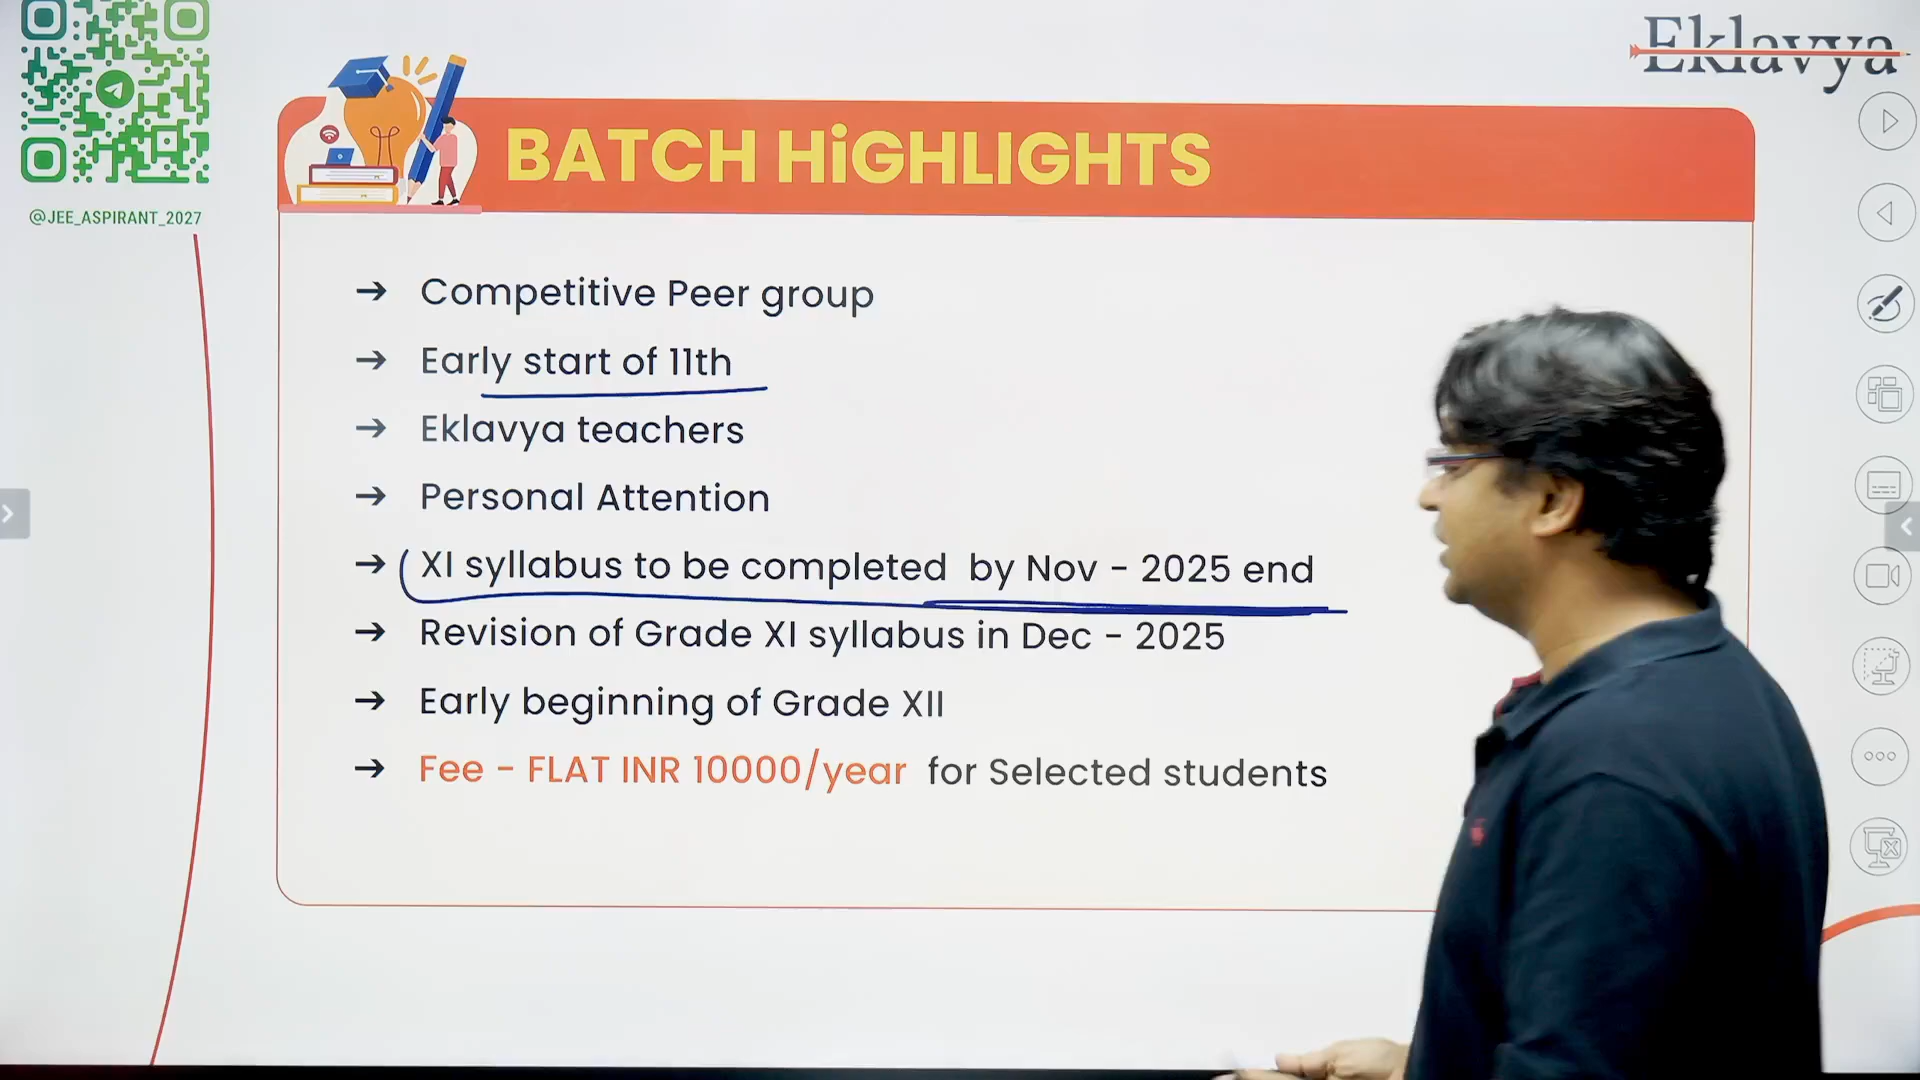 Eklavya
BATCH HiGHLIGHTS
@JEE_ASPIRANT_2027
→ Competitive Peer group
→ Early start of 11th
→ Eklavya teachers
→ Personal Attention
→ XI syllabus to be completed by Nov - 2025 end
→ Revision of Grade XI syllabus in Dec - 2025
→ Early beginning of Grade XII
→ Fee - FLAT INR 10000/year for Selected students